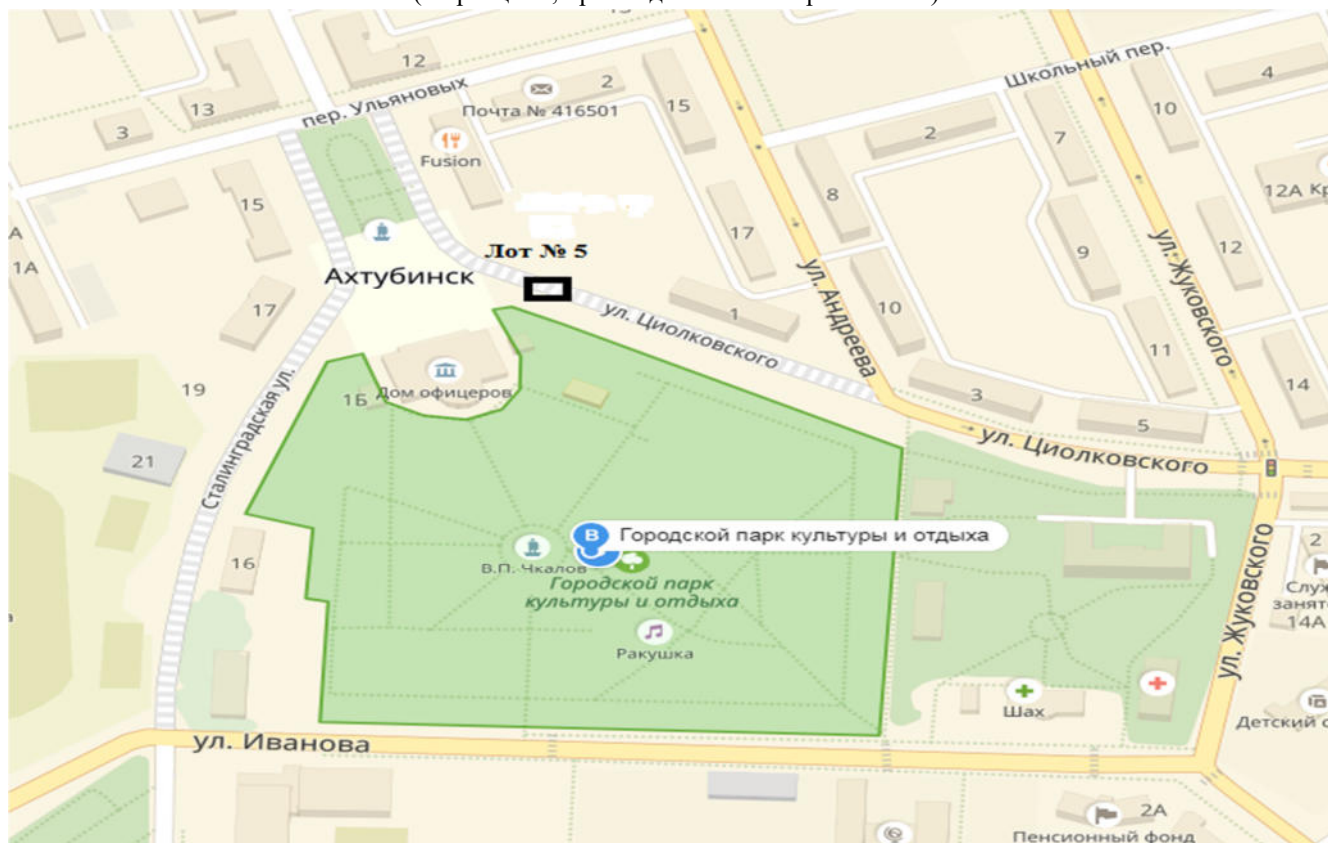 12
пер. Ульяновых
13
3
2
Почта № 416501
15
Fusion
Школьный пер.
4
10
2
7
8
12А
15
17
9
12
А
1А
Лот № 5
Ахтубинск
ул. Андреева
ул. Жуковского
10
17
1
ул. Циолковского
11
14
19
1Б
Дом офицеров
3
5
ул. Циолковского
Сталинградская ул.
21
В
Городской парк культуры и отдыха
2
16
В.П. Чкалов
Городской парк
культуры и отдыха
14А
ул. Жуковского
Ракушка
Шах
ул. Иванова
2А
Пенсионный фонд